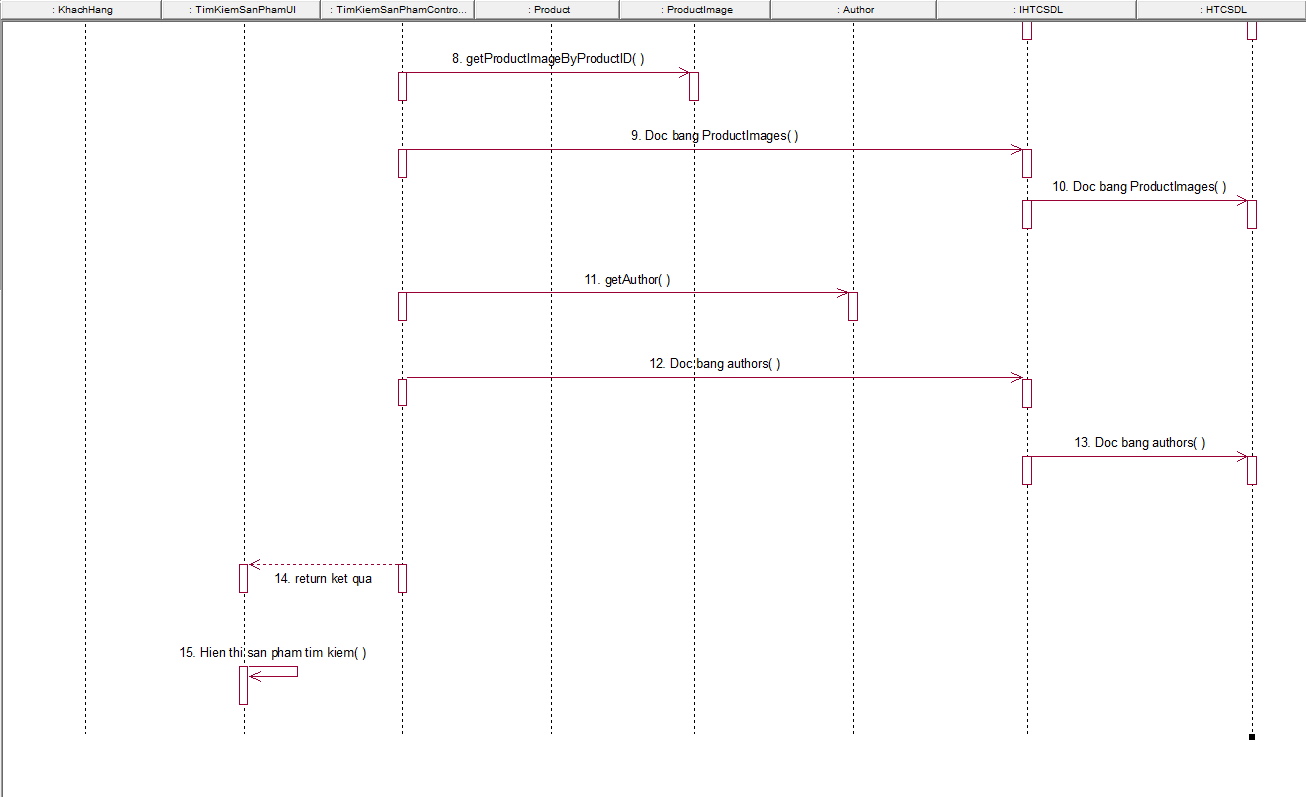 : KhachHang
: TimKiemSanPhamUI
: TimKiemSanPhamContro...
: Product
: ProductImage
: Author
: IHTCSDL
: HTCSDL
8. getProductImageByProductID( )
9. Doc bang ProductImages( )
10. Doc bang ProductImages( )
11. getAuthor( )
12. Doc bang authors( )
13. Doc bang authors( )
14. return ket qua
15. Hien thi san pham tim kiem( )